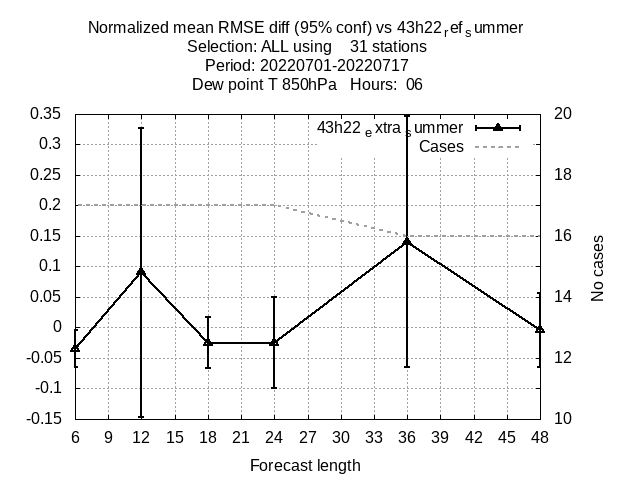 Normalized mean RMSE diff (95% conf) vs 43h22refsummer
Selection: ALL using 31 stations
Period: 20220701-20220717
Dew point T 850hPa Hours: 06
0.35
0.3
0.25
0.2
0.15
0.1
0.05
0
-0.05
-0.1
-0.15
43h22extrasummer
Cases
20
18
16
14
12
10
No cases
6 9 12 15 18 21 24 27 30 33 36 39 42 45 48
Forecast length